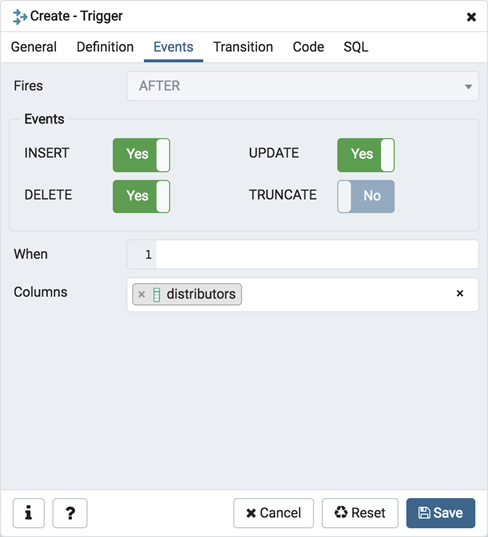 Create - Trigger
General Definition Events Transition Code SQL
Fires AFTER
Events
INSERT Yes UPDATE Yes
DELETE Yes TRUNCATE No
When 1
Columns × distributors ×
i ? Cancel Reset Save